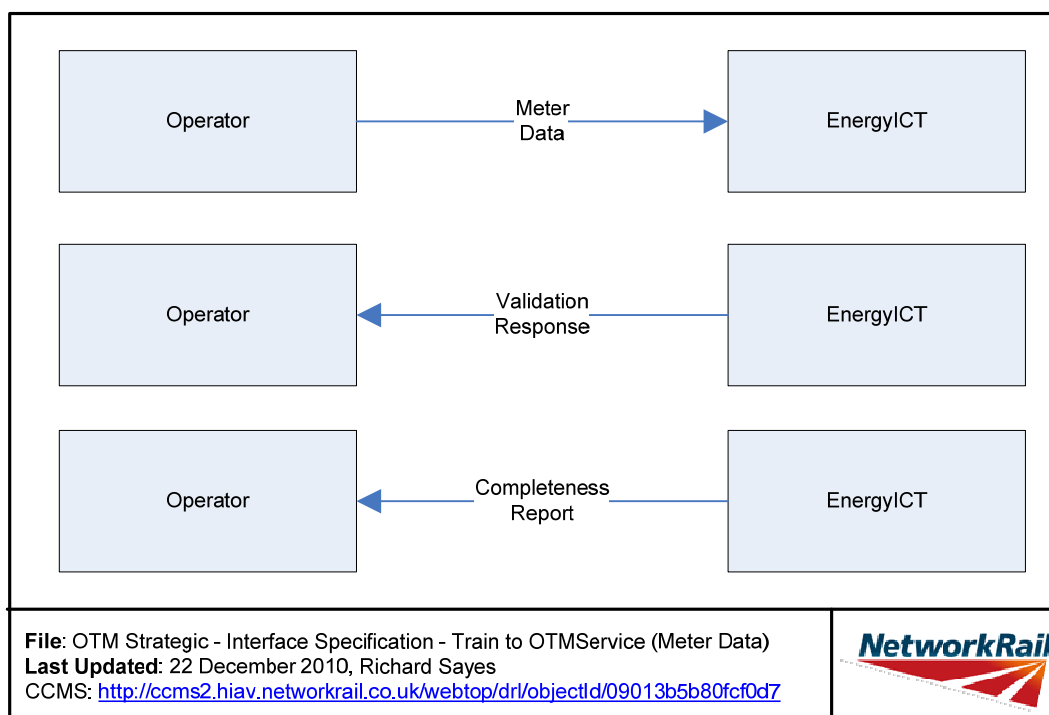 Operator
Meter
Data
EnergyICT
Operator
Validation
Response
EnergyICT
Operator
Completeness
Report
EnergyICT
File: OTM Strategic - Interface Specification - Train to OTMService (Meter Data)
Last Updated: 22 December 2010, Richard Sayes
CCMS: http://ccms2.hiav.networkrail.co.uk/webtop/drl/objectId/09013b5b80fcf0d7
NetworkRail